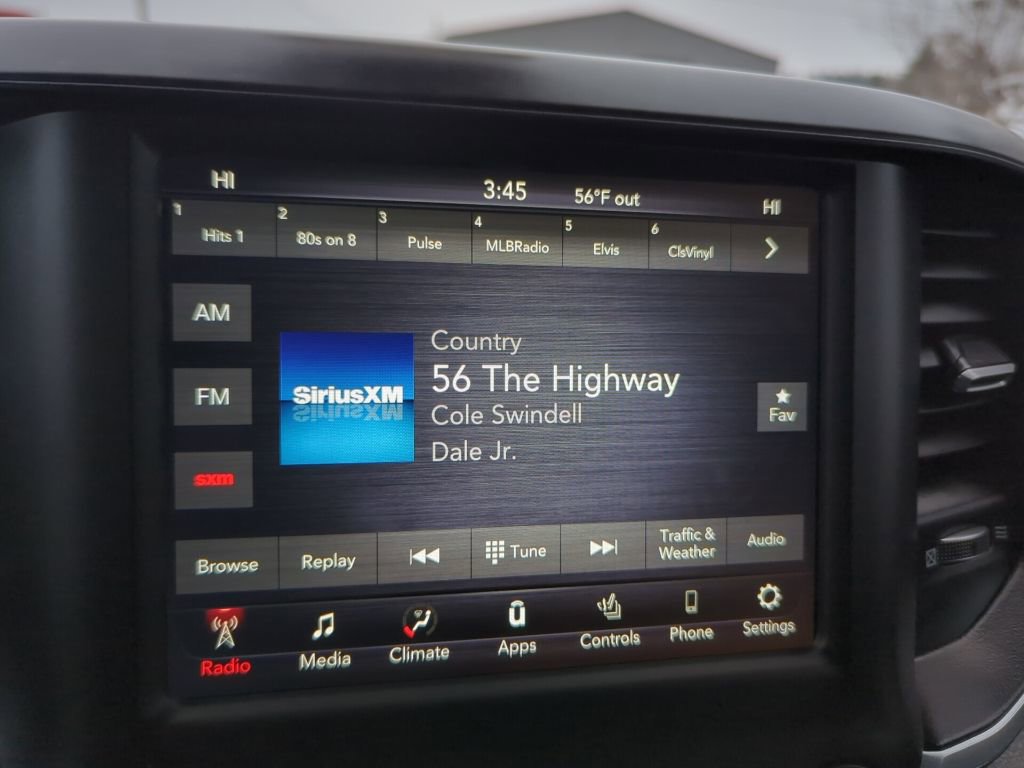 HI 3:45 56°F out HI
1 Hits 1 2 80s on 8 3 Pulse 4 MLBRadio 5 Elvis 6 ClsVinyl
AM
FM
sxm
SiriusXM
Country
56 The Highway
Cole Swindell
Dale Jr.
Fav
Browse Replay Tune Traffic & Weather Audio
Radio Media Climate Apps Controls Phone Settings